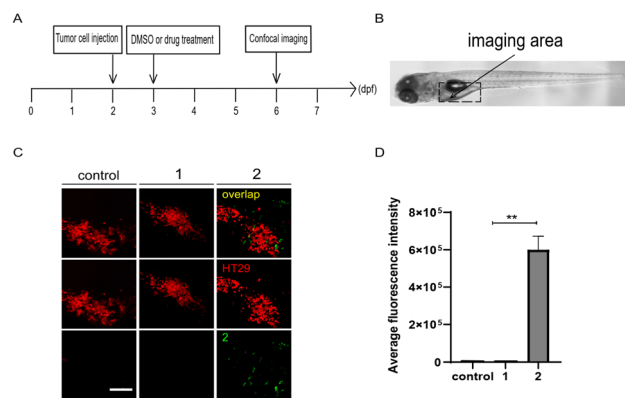 A
Tumor cell injection
DMSO or drug treatment
Confocal imaging
(dpf)
0 1 2 3 4 5 6 7
B
imaging area
C
control 1 2
overlap
HT29
2
D
Average fluorescence intensity
8×10⁵
6×10⁵
4×10⁵
2×10⁵
0
**
control 1 2